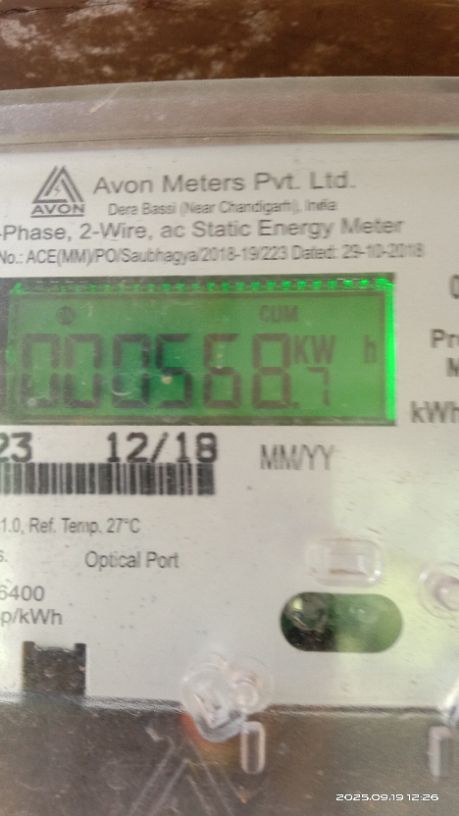 Avon Meters Pvt. Ltd.
AVON
Dera Bassi (Near Chandigarh), India
-Phase, 2-Wire, ac Static Energy Meter
No.: ACE(MM)/PO/Saubhagya/2018-19/223 Dated: 29-10-2018
CUM
000568.7 KW h
kWh
23 12/18 MM/YY
1.0, Ref. Temp. 27°C
s. Optical Port
6400
p/kWh
2025.09.19 12:26